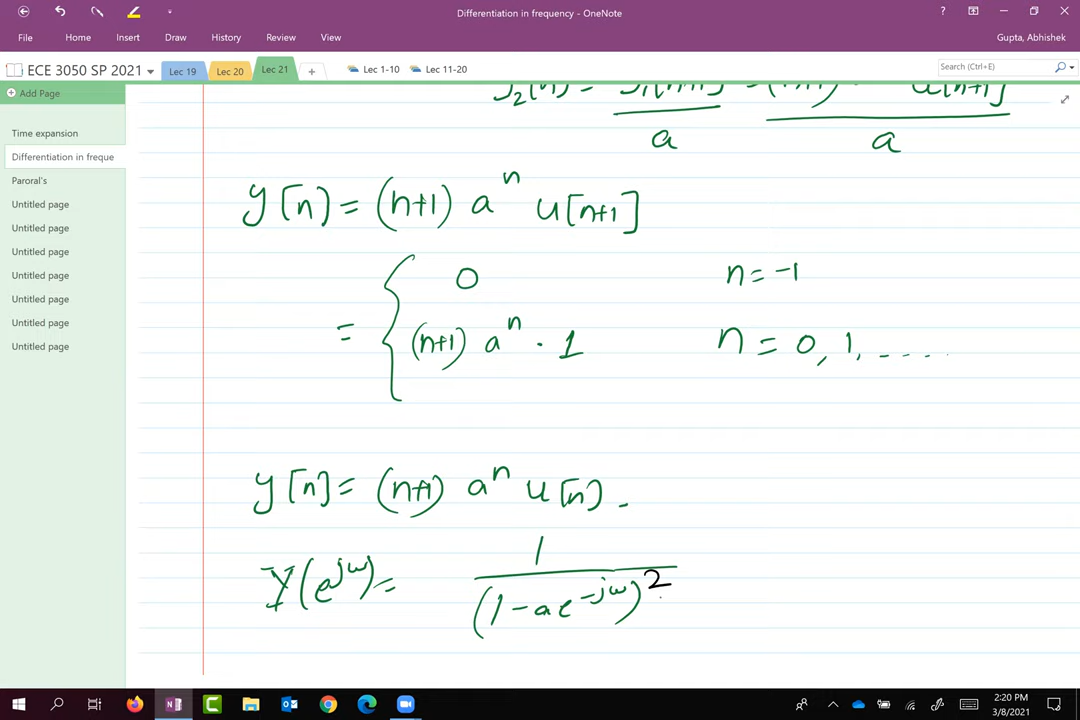 Differentiation in frequency - OneNote
File Home Insert Draw History Review View
Gupta, Abhishek
ECE 3050 SP 2021
Lec 19 Lec 20 Lec 21 + Lec 1-10 Lec 11-20
Search (Ctrl+E)
Add Page
Time expansion
Differentiation in freque
Paroral's
Untitled page
Untitled page
Untitled page
Untitled page
Untitled page
Untitled page
Untitled page
a a
y[n] = (n+1) a^n u[n+1]
= { 0 n = -1
(n+1) a^n · 1 n = 0, 1, ......
y[n] = (n+1) a^n u[n].
Y(e^{jω}) = 1 / (1 - a e^{-jω})^2
2:20 PM
3/8/2021